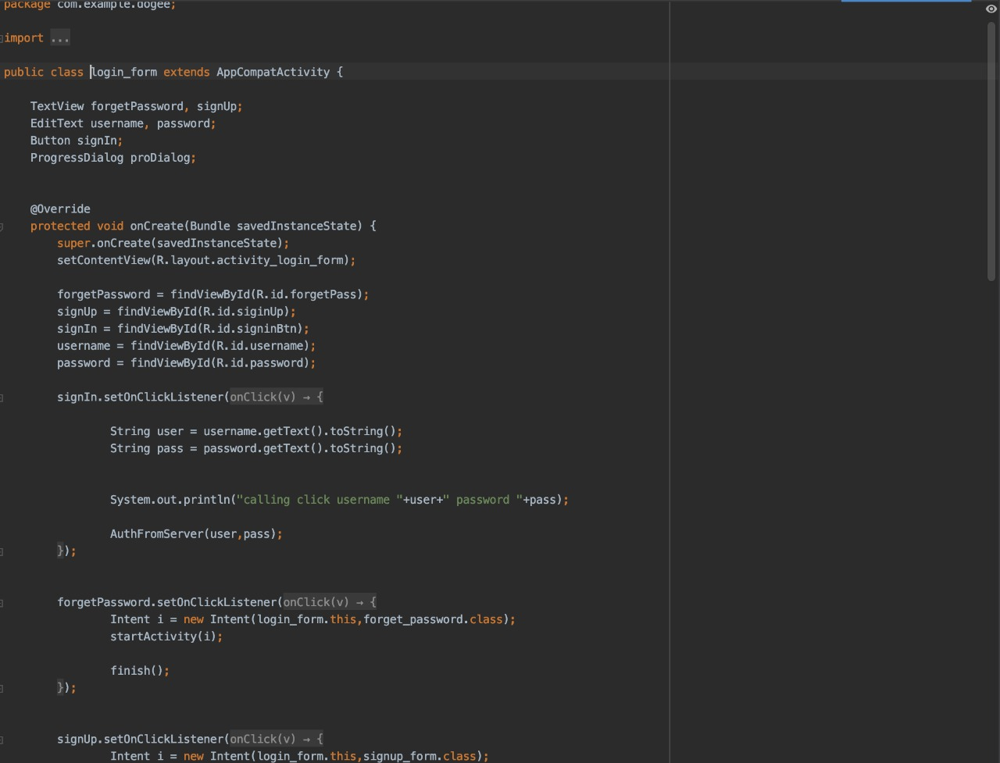 package com.example.dogee;
import ...
public class login_form extends AppCompatActivity {
TextView forgetPassword, signUp;
EditText username, password;
Button signIn;
ProgressDialog proDialog;
@Override
protected void onCreate(Bundle savedInstanceState) {
super.onCreate(savedInstanceState);
setContentView(R.layout.activity_login_form);
forgetPassword = findViewById(R.id.forgetPass);
signUp = findViewById(R.id.siginUp);
signIn = findViewById(R.id.signinBtn);
username = findViewById(R.id.username);
password = findViewById(R.id.password);
signIn.setOnClickListener(onClick(v) → {
String user = username.getText().toString();
String pass = password.getText().toString();
System.out.println("calling click username "+user+" password "+pass);
AuthFromServer(user,pass);
});
forgetPassword.setOnClickListener(onClick(v) → {
Intent i = new Intent(login_form.this,forget_password.class);
startActivity(i);
finish();
});
signUp.setOnClickListener(onClick(v) → {
Intent i = new Intent(login_form.this,signup_form.class);